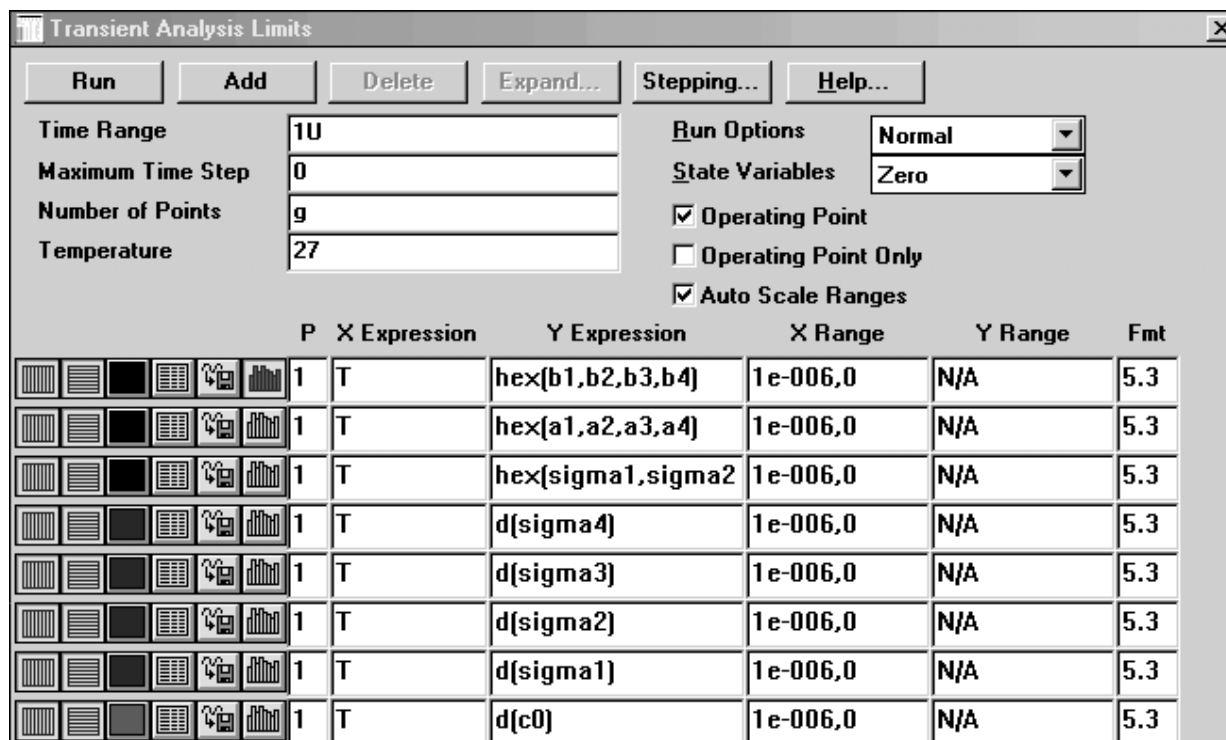 Transient Analysis Limits
Run Add Delete Expand... Stepping... Help...
Time Range 1U Run Options Normal
Maximum Time Step 0 State Variables Zero
Number of Points g Operating Point
Temperature 27 Operating Point Only
Auto Scale Ranges
P X Expression Y Expression X Range Y Range Fmt
1 T hex(b1,b2,b3,b4) 1e-006,0 N/A 5.3
1 T hex(a1,a2,a3,a4) 1e-006,0 N/A 5.3
1 T hex(sigma1,sigma2 1e-006,0 N/A 5.3
1 T d(sigma4) 1e-006,0 N/A 5.3
1 T d(sigma3) 1e-006,0 N/A 5.3
1 T d(sigma2) 1e-006,0 N/A 5.3
1 T d(sigma1) 1e-006,0 N/A 5.3
1 T d(c0) 1e-006,0 N/A 5.3